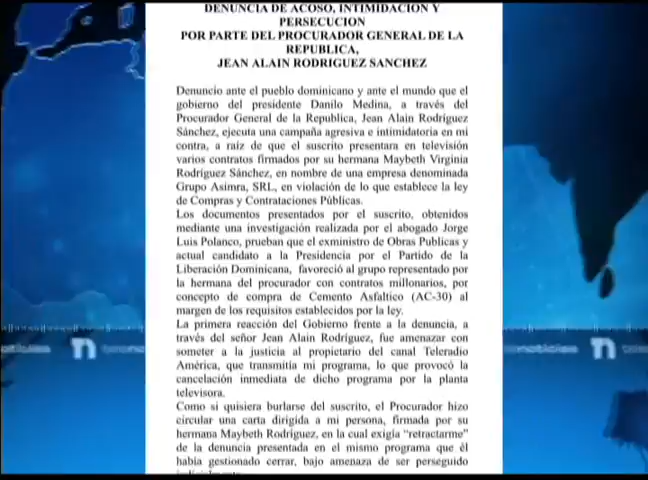 DENUNCIA DE ACOSO, INTIMIDACION Y
PERSECUCION
POR PARTE DEL PROCURADOR GENERAL DE LA
REPUBLICA,
JEAN ALAIN RODRIGUEZ SANCHEZ
Denuncio ante el pueblo dominicano y ante el mundo que el
gobierno del presidente Danilo Medina, a través del
Procurador General de la Republica, Jean Alain Rodríguez
Sánchez, ejecuta una campaña agresiva e intimidatoria en mi
contra, a raíz de que el suscrito presentara en televisión
varios contratos firmados por su hermana Maybeth Virginia
Rodríguez Sánchez, en nombre de una empresa denominada
Grupo Asimra, SRL, en violación de lo que establece la ley
de Compras y Contrataciones Públicas.
Los documentos presentados por el suscrito, obtenidos
mediante una investigación realizada por el abogado Jorge
Luis Polanco, prueban que el exministro de Obras Publicas y
actual candidato a la Presidencia por el Partido de la
Liberación Dominicana, favoreció al grupo representado por
la hermana del procurador con contratos millonarios, por
concepto de compra de Cemento Asfaltico (AC-30) al
margen de los requisitos establecidos por la ley.
La primera reacción del Gobierno frente a la denuncia, a
través del señor Jean Alain Rodríguez, fue amenazar con
someter a la justicia al propietario del canal Teleradio
América, que transmitía mi programa, lo que provocó la
cancelación inmediata de dicho programa por la planta
televisora.
Como si quisiera burlarse del suscrito, el Procurador hizo
circular una carta dirigida a mi persona, firmada por su
hermana Maybeth Rodríguez, en la cual exigía “retractarme”
de la denuncia presentada en el mismo programa que él
había gestionado cerrar, bajo amenaza de ser perseguido